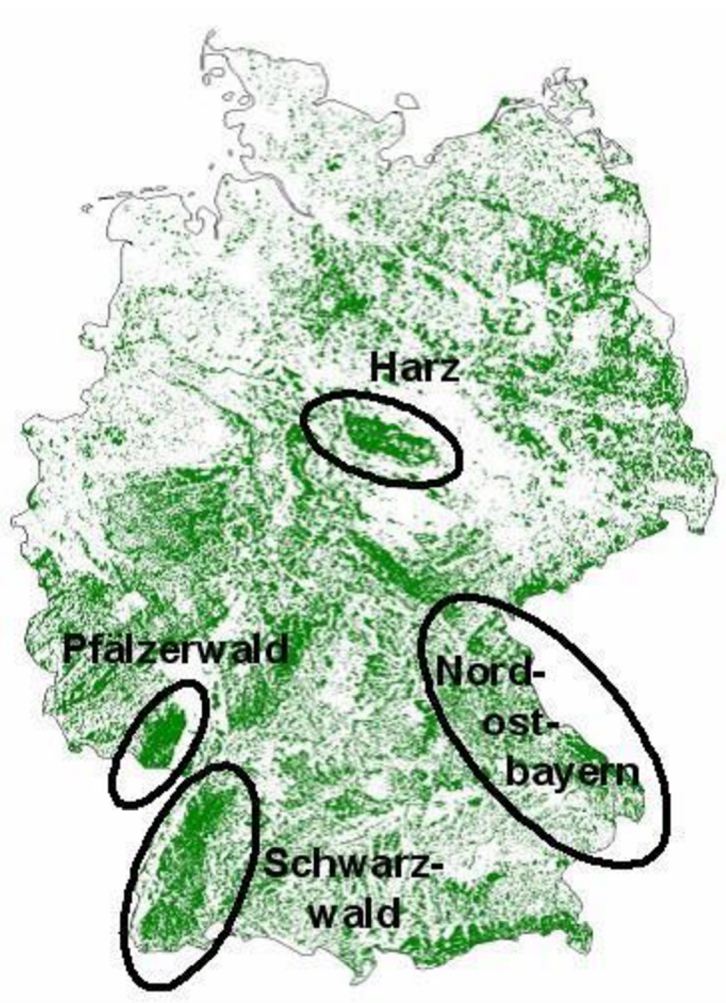 Harz
Pfälzerwald
Nord-
ost-
bayern
Schwarz-
wald